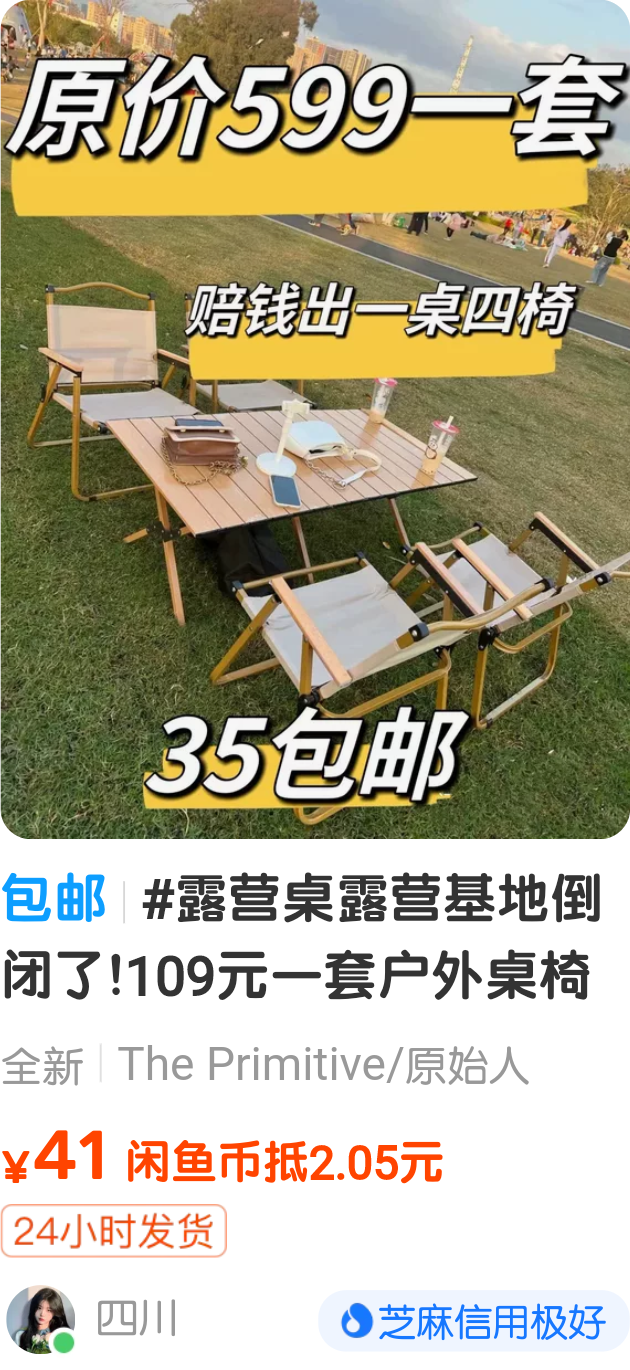 原价599一套
赔钱出一桌四椅
35包邮
包邮 #露营桌露营基地倒
闭了!109元一套户外桌椅
全新 The Primitive/原始人
¥41 闲鱼币抵2.05元
24小时发货
四川 芝麻信用极好